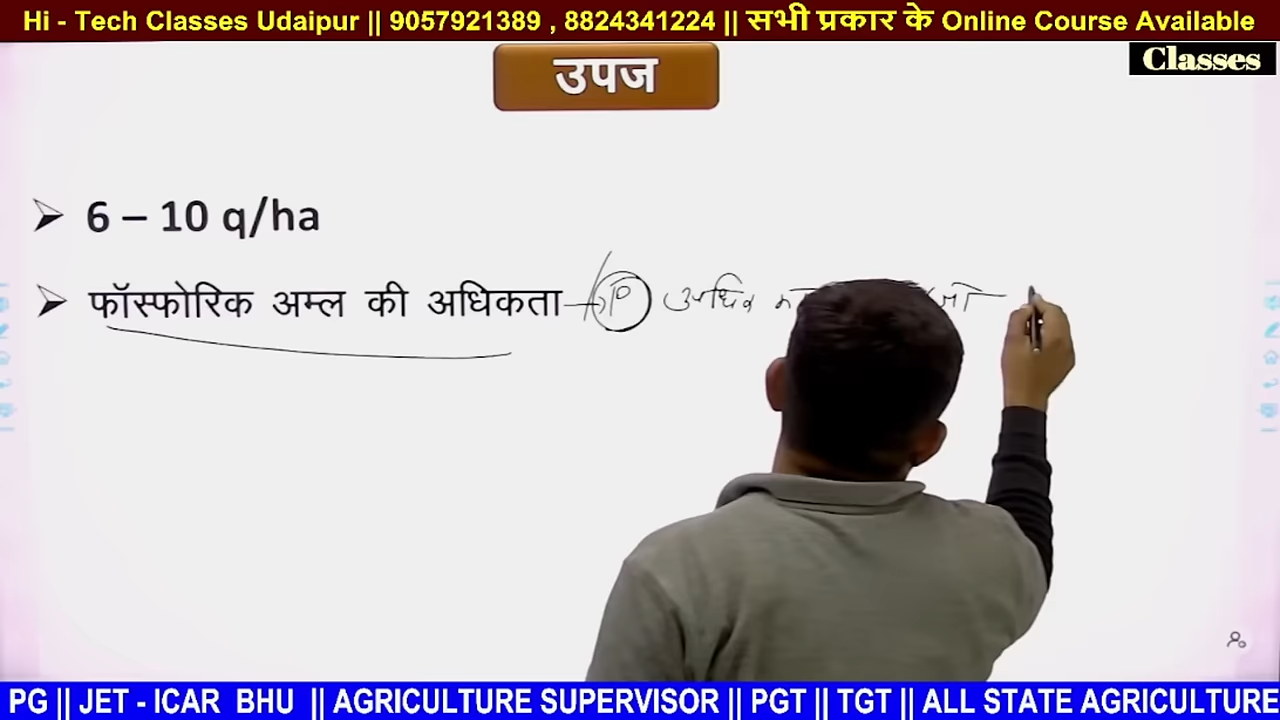 Hi - Tech Classes Udaipur || 9057921389 , 8824341224 || सभी प्रकार के Online Course Available
Classes
उपज
➢ 6 – 10 q/ha
➢ फॉस्फोरिक अम्ल की अधिकता → P
PG || JET - ICAR BHU || AGRICULTURE SUPERVISOR || PGT || TGT || ALL STATE AGRICULTURE